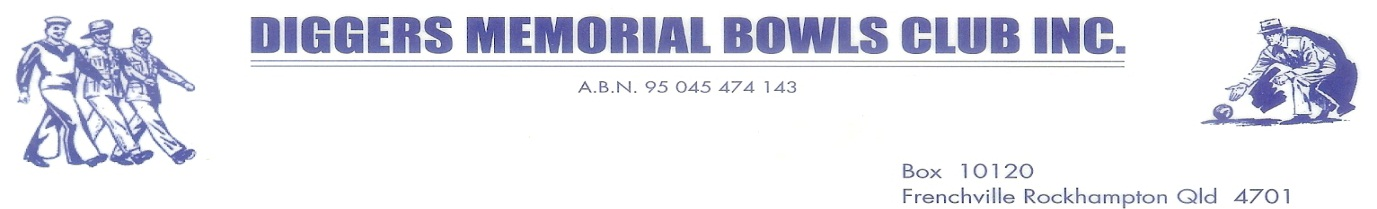 DIGGERS MEMORIAL BOWLS CLUB INC.
A.B.N. 95 045 474 143
Box 10120
Frenchville Rockhampton Qld 4701